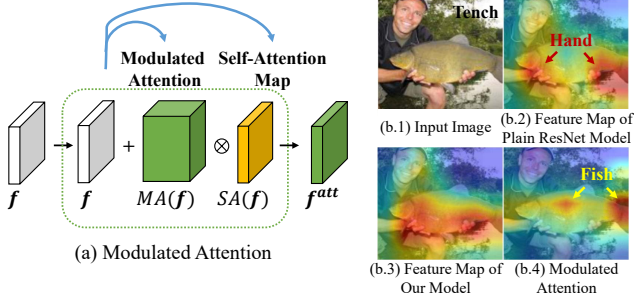 Modulated Attention
Self-Attention Map
f
f
+
MA(f)
⊗
SA(f)
f^att
(a) Modulated Attention
Tench
(b.1) Input Image
Hand
(b.2) Feature Map of
Plain ResNet Model
(b.3) Feature Map of
Our Model
Fish
(b.4) Modulated
Attention